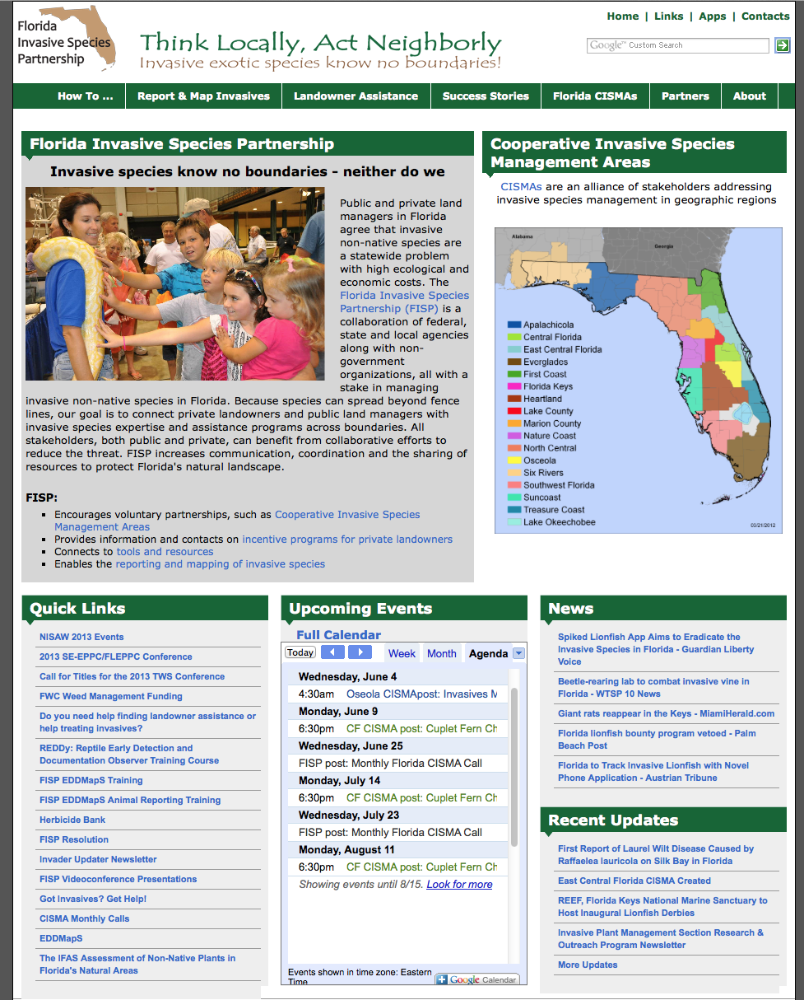 Florida
Invasive Species
Partnership
Think Locally, Act Neighborly
Invasive exotic species know no boundaries!
Home | Links | Apps | Contacts
Google™ Custom Search
How To ... Report & Map Invasives Landowner Assistance Success Stories Florida CISMAs Partners About
Florida Invasive Species Partnership
Invasive species know no boundaries - neither do we
Public and private land
managers in Florida
agree that invasive
non-native species are
a statewide problem
with high ecological and
economic costs. The
Florida Invasive Species
Partnership (FISP) is a
collaboration of federal,
state and local agencies
along with non-
government
organizations, all with a
stake in managing
invasive non-native species in Florida. Because species can spread beyond fence
lines, our goal is to connect private landowners and public land managers with
invasive species expertise and assistance programs across boundaries. All
stakeholders, both public and private, can benefit from collaborative efforts to
reduce the threat. FISP increases communication, coordination and the sharing of
resources to protect Florida's natural landscape.
FISP:
Encourages voluntary partnerships, such as Cooperative Invasive Species
Management Areas
Provides information and contacts on incentive programs for private landowners
Connects to tools and resources
Enables the reporting and mapping of invasive species
Cooperative Invasive Species
Management Areas
CISMAs are an alliance of stakeholders addressing
invasive species management in geographic regions
Alabama
Georgia
Apalachicola
Central Florida
East Central Florida
Everglades
First Coast
Florida Keys
Heartland
Lake County
Marion County
Nature Coast
North Central
Osceola
Six Rivers
Southwest Florida
Suncoast
Treasure Coast
Lake Okeechobee
03/21/2012
Quick Links
NISAW 2013 Events
2013 SE-EPPC/FLEPPC Conference
Call for Titles for the 2013 TWS Conference
FWC Weed Management Funding
Do you need help finding landowner assistance or
help treating invasives?
REDDy: Reptile Early Detection and
Documentation Observer Training Course
FISP EDDMapS Training
FISP EDDMapS Animal Reporting Training
Herbicide Bank
FISP Resolution
Invader Updater Newsletter
FISP Videoconference Presentations
Got Invasives? Get Help!
CISMA Monthly Calls
EDDMapS
The IFAS Assessment of Non-Native Plants in
Florida's Natural Areas
Upcoming Events
Full Calendar
Today Week Month Agenda
Wednesday, June 4
4:30am Oseola CISMApost: Invasives M
Monday, June 9
6:30pm CF CISMA post: Cuplet Fern Ch
Wednesday, June 25
FISP post: Monthly Florida CISMA Call
Monday, July 14
6:30pm CF CISMA post: Cuplet Fern Ch
Wednesday, July 23
FISP post: Monthly Florida CISMA Call
Monday, August 11
6:30pm CF CISMA post: Cuplet Fern Ch
Showing events until 8/15. Look for more
Events shown in time zone: Eastern
Time
Google Calendar
News
Spiked Lionfish App Aims to Eradicate the
Invasive Species in Florida - Guardian Liberty
Voice
Beetle-rearing lab to combat invasive vine in
Florida - WTSP 10 News
Giant rats reappear in the Keys - MiamiHerald.com
Florida lionfish bounty program vetoed - Palm
Beach Post
Florida to Track Invasive Lionfish with Novel
Phone Application - Austrian Tribune
Recent Updates
First Report of Laurel Wilt Disease Caused by
Raffaelea lauricola on Silk Bay in Florida
East Central Florida CISMA Created
REEF, Florida Keys National Marine Sanctuary to
Host Inaugural Lionfish Derbies
Invasive Plant Management Section Research &
Outreach Program Newsletter
More Updates